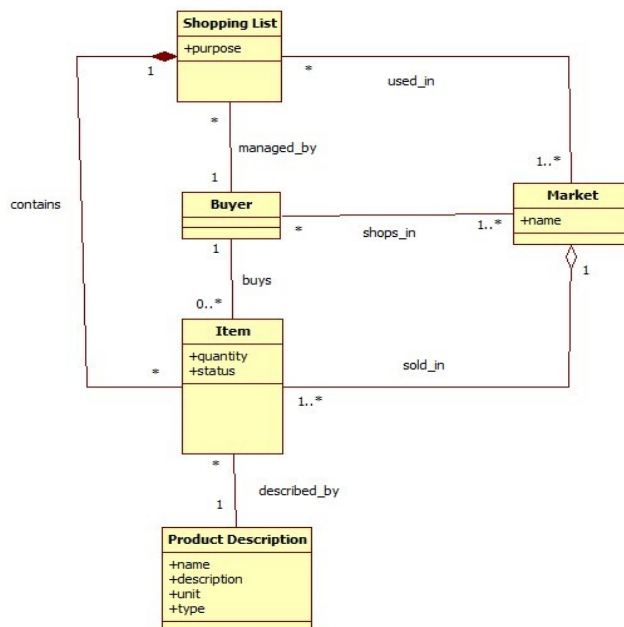 Shopping List
+purpose
1
*
used_in
*
managed_by
1
1..*
contains
Buyer
*
shops_in
1..*
Market
+name
1
1
buys
0..*
Item
+quantity
+status
*
sold_in
1..*
*
described_by
1
Product Description
+name
+description
+unit
+type